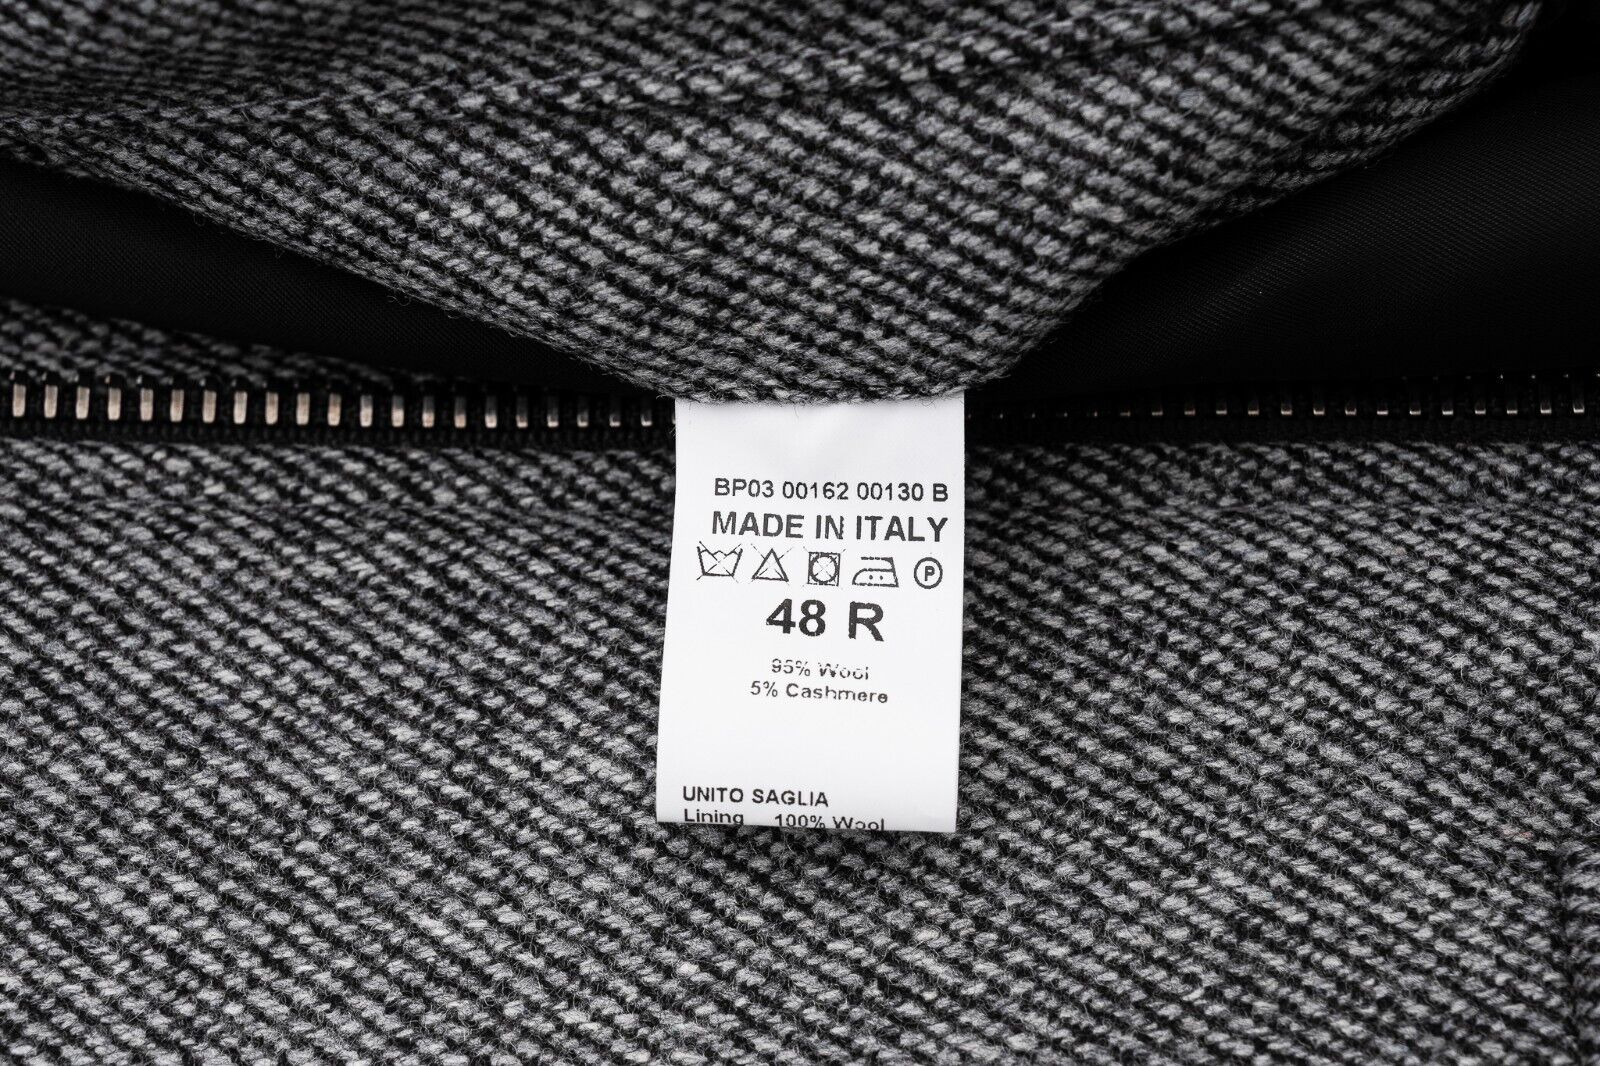 BP03 00162 00130 B
MADE IN ITALY
P
48 R
95% Wool
5% Cashmere
UNITO SAGLIA
Lining 100% Wool